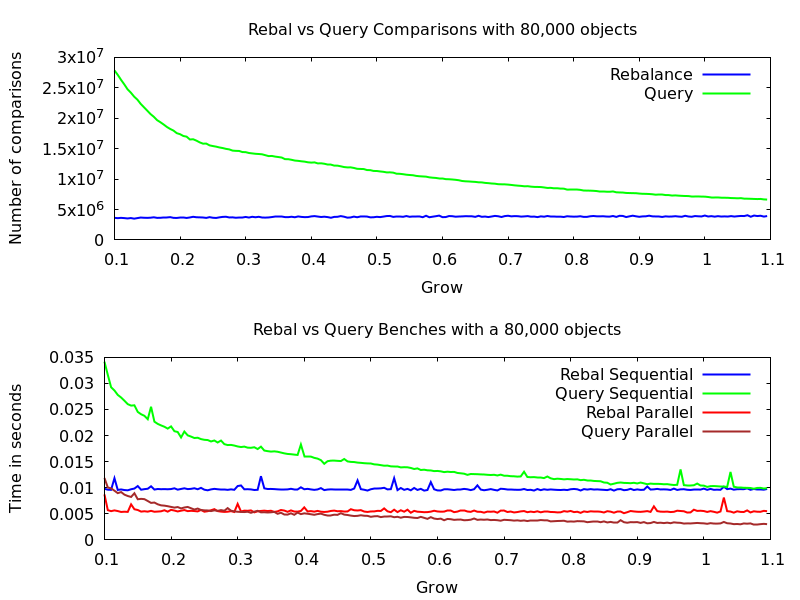 Rebal vs Query Comparisons with 80,000 objects
Number of comparisons
3x10^7
2.5x10^7
2x10^7
1.5x10^7
1x10^7
5x10^6
0
Rebalance
Query
0.1 0.2 0.3 0.4 0.5 0.6 0.7 0.8 0.9 1 1.1
Grow
Rebal vs Query Benches with a 80,000 objects
Time in seconds
0.035
0.03
0.025
0.02
0.015
0.01
0.005
0
Rebal Sequential
Query Sequential
Rebal Parallel
Query Parallel
0.1 0.2 0.3 0.4 0.5 0.6 0.7 0.8 0.9 1 1.1
Grow